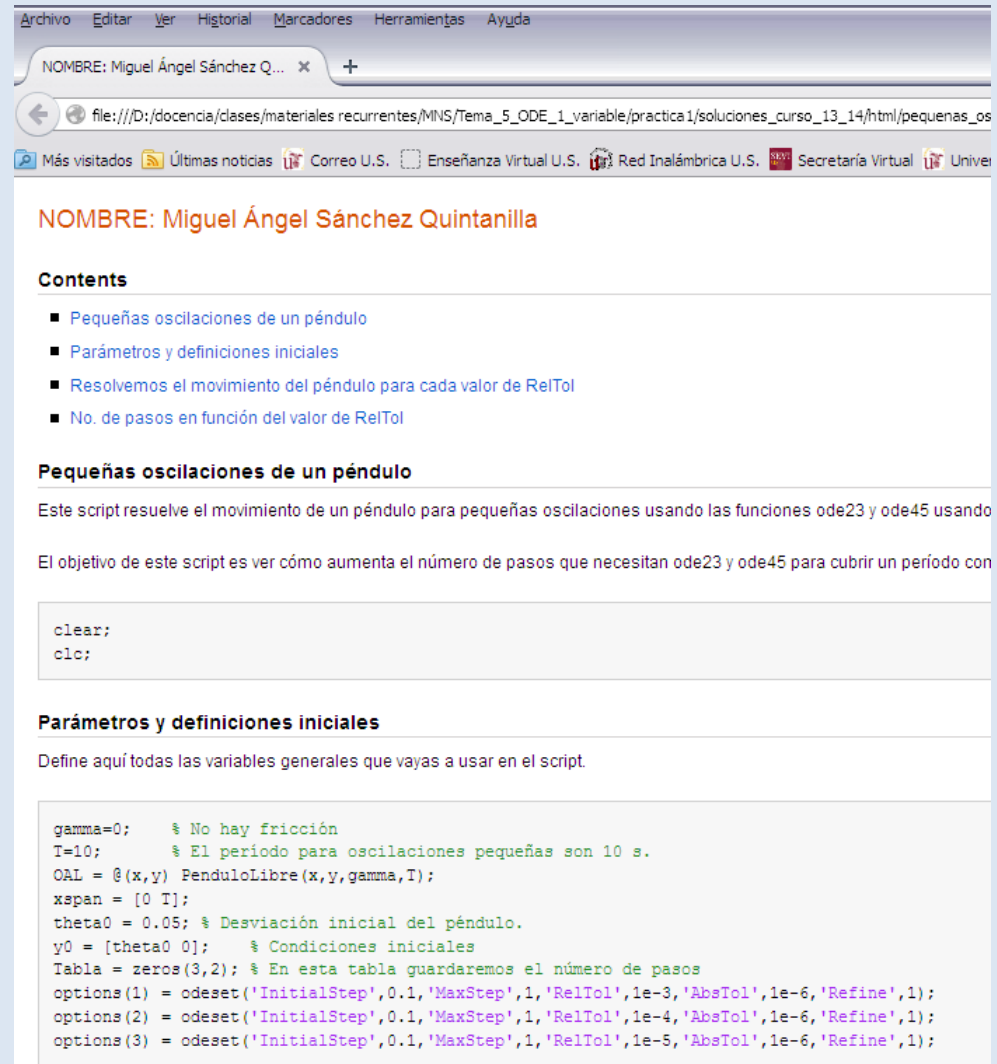 Archivo Editar Ver Historial Marcadores Herramientas Ayuda
NOMBRE: Miguel Ángel Sánchez Q... × +
file:///D:/docencia/clases/materiales recurrentes/MNS/Tema_5_ODE_1_variable/practica1/soluciones_curso_13_14/html/pequenas_os
Más visitados Últimas noticias Correo U.S. Enseñanza Virtual U.S. Red Inalámbrica U.S. Secretaría Virtual Univer
NOMBRE: Miguel Ángel Sánchez Quintanilla
Contents
■ Pequeñas oscilaciones de un péndulo
■ Parámetros y definiciones iniciales
■ Resolvemos el movimiento del péndulo para cada valor de RelTol
■ No. de pasos en función del valor de RelTol
Pequeñas oscilaciones de un péndulo
Este script resuelve el movimiento de un péndulo para pequeñas oscilaciones usando las funciones ode23 y ode45 usando
El objetivo de este script es ver cómo aumenta el número de pasos que necesitan ode23 y ode45 para cubrir un período com
clear;
clc;
Parámetros y definiciones iniciales
Define aquí todas las variables generales que vayas a usar en el script.
gamma=0; % No hay fricción
T=10; % El período para oscilaciones pequeñas son 10 s.
OAL = @(x,y) PenduloLibre(x,y,gamma,T);
xspan = [0 T];
theta0 = 0.05; % Desviación inicial del péndulo.
y0 = [theta0 0]; % Condiciones iniciales
Tabla = zeros(3,2); % En esta tabla guardaremos el número de pasos
options(1) = odeset('InitialStep',0.1,'MaxStep',1,'RelTol',1e-3,'AbsTol',1e-6,'Refine',1);
options(2) = odeset('InitialStep',0.1,'MaxStep',1,'RelTol',1e-4,'AbsTol',1e-6,'Refine',1);
options(3) = odeset('InitialStep',0.1,'MaxStep',1,'RelTol',1e-5,'AbsTol',1e-6,'Refine',1);